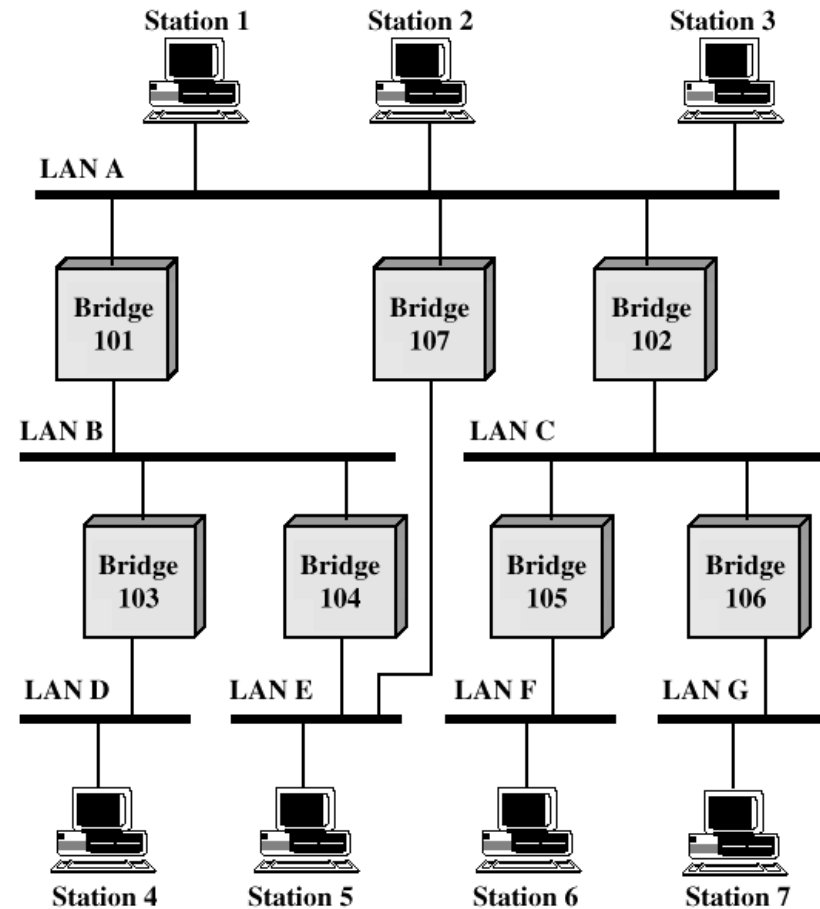 Station 1
Station 2
Station 3
LAN A
Bridge
101
Bridge
107
Bridge
102
LAN B
LAN C
Bridge
103
Bridge
104
Bridge
105
Bridge
106
LAN D
LAN E
LAN F
LAN G
Station 4
Station 5
Station 6
Station 7